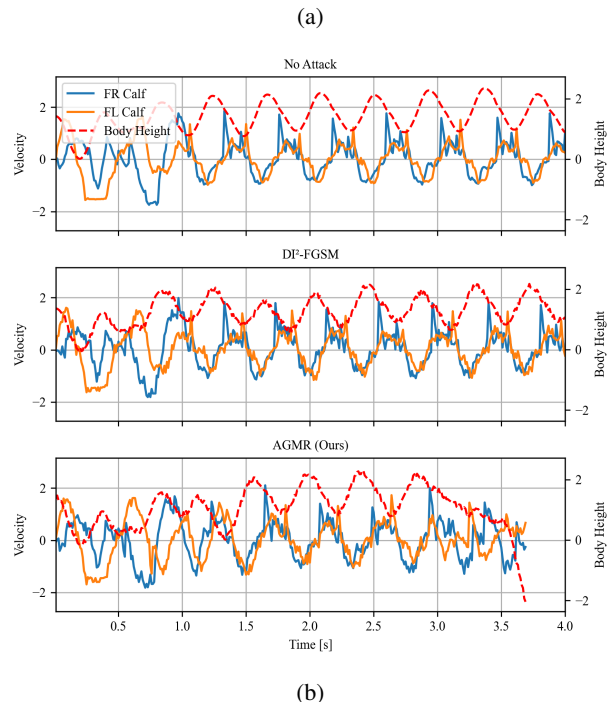 (a)
No Attack
FR Calf
FL Calf
Body Height
2
0
−2
Velocity
2
0
−2
Body Height
DI²-FGSM
2
0
−2
Velocity
2
0
−2
Body Height
AGMR (Ours)
2
0
−2
Velocity
2
0
−2
Body Height
0.5 1.0 1.5 2.0 2.5 3.0 3.5 4.0
Time [s]
(b)